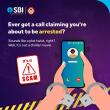 SBI
Ever got a call claiming you're
about to be arrested?
Sounds like a plot twist, right?
Well, it's not a thriller movie.
IT'S A
SCAM